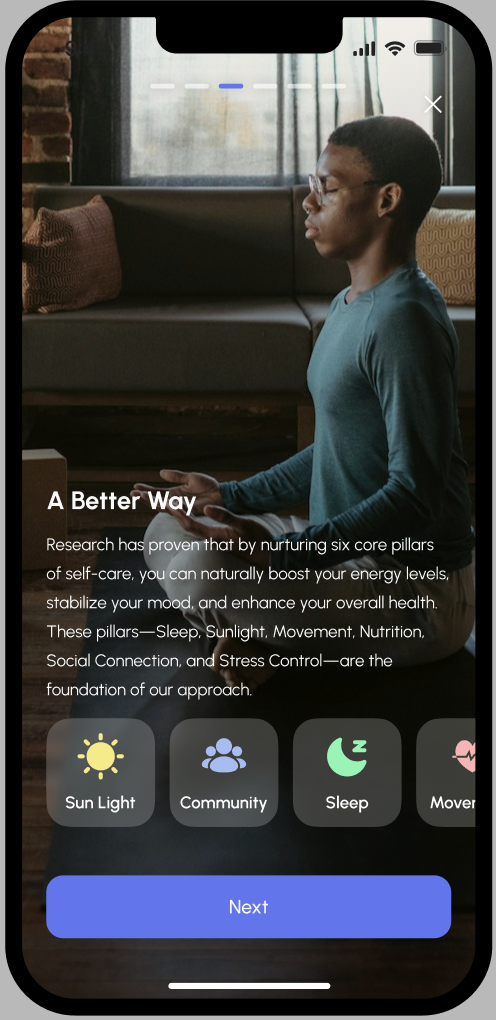 A Better Way
Research has proven that by nurturing six core pillars
of self-care, you can naturally boost your energy levels,
stabilize your mood, and enhance your overall health.
These pillars—Sleep, Sunlight, Movement, Nutrition,
Social Connection, and Stress Control—are the
foundation of our approach.
Sun Light
Community
Sleep
Next